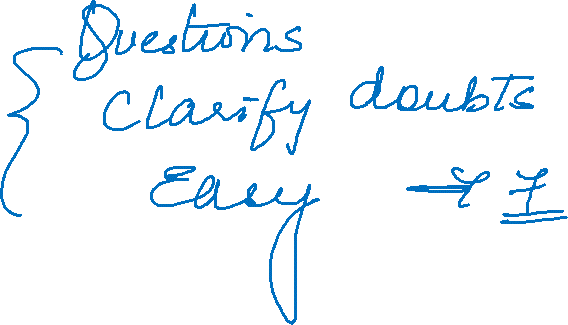 Questions
Clarify doubts
Easy →